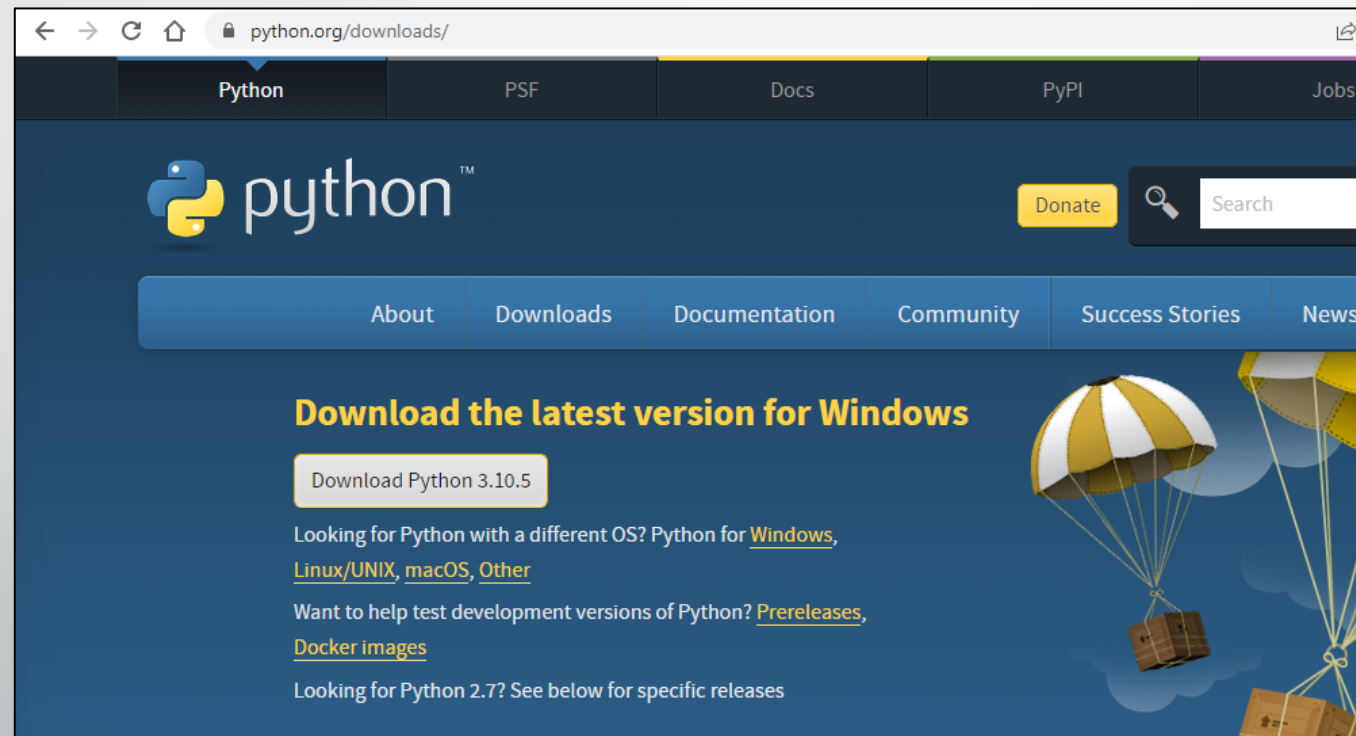 python.org/downloads/
Python PSF Docs PyPI Jobs
python™
Donate Search
About Downloads Documentation Community Success Stories News
Download the latest version for Windows
Download Python 3.10.5
Looking for Python with a different OS? Python for Windows,
Linux/UNIX, macOS, Other
Want to help test development versions of Python? Prereleases,
Docker images
Looking for Python 2.7? See below for specific releases